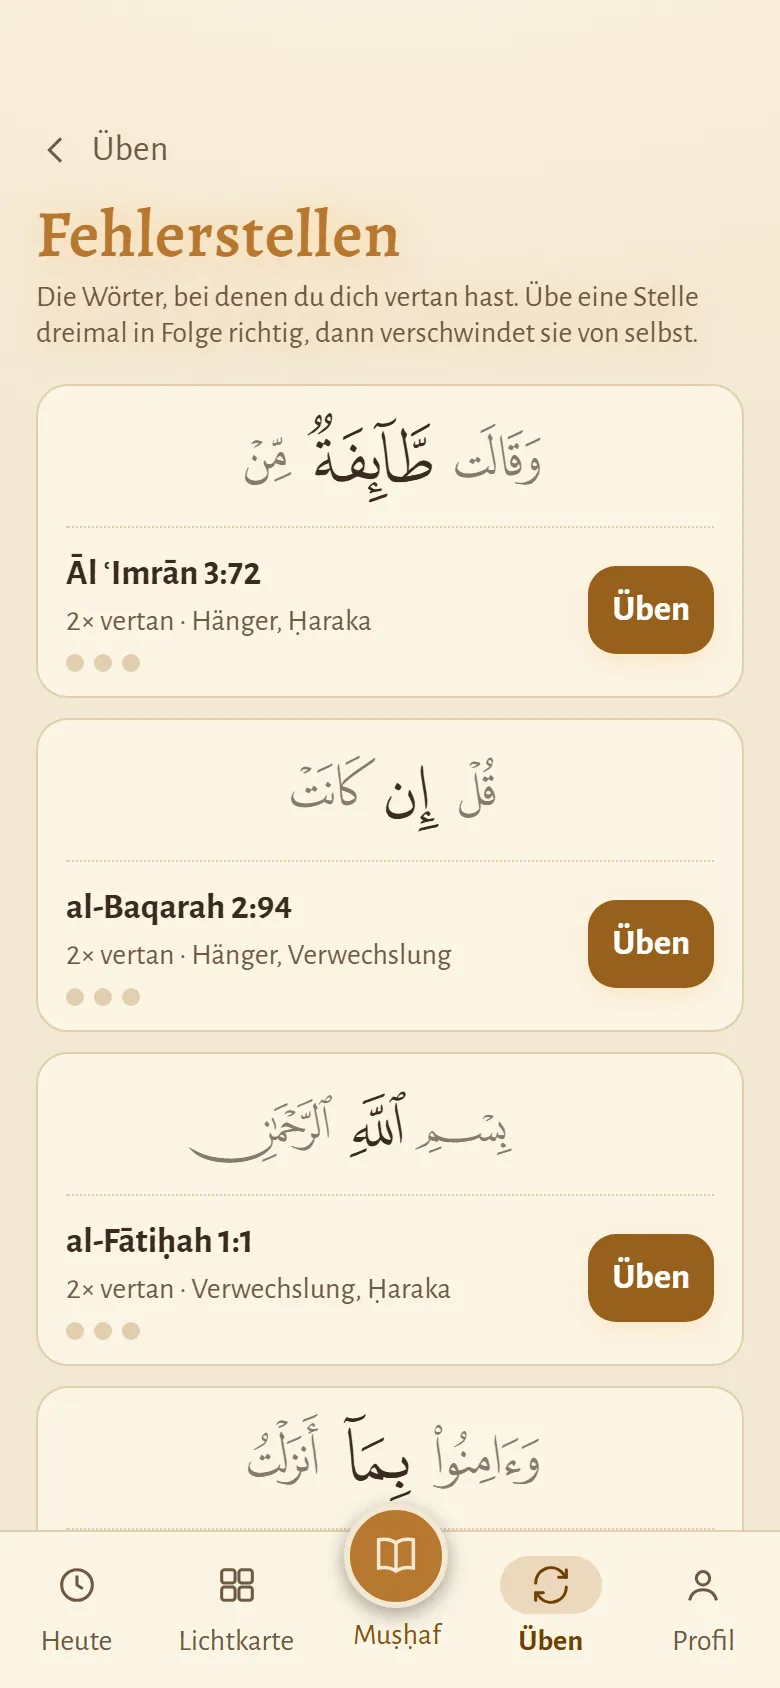 Üben
Fehlerstellen
Die Wörter, bei denen du dich vertan hast. Übe eine Stelle
dreimal in Folge richtig, dann verschwindet sie von selbst.
وَقَالَت طَّآئِفَةٌ مِّنۡ
Āl ʿImrān 3:72
2× vertan · Hänger, Ḥaraka
Üben
قُلۡ إِن كَانَتۡ
al-Baqarah 2:94
2× vertan · Hänger, Verwechslung
Üben
بِسۡمِ ٱللَّهِ ٱلرَّحۡمَٰنِ
al-Fātiḥah 1:1
2× vertan · Verwechslung, Ḥaraka
Üben
وَءَامِنُواْ بِمَآ أَنزَلۡتُ
Heute
Lichtkarte
Muṣḥaf
Üben
Profil